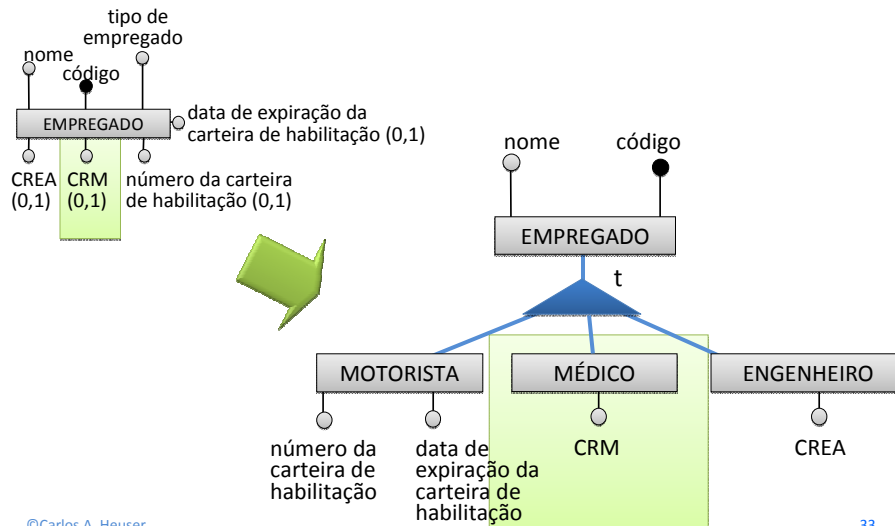 tipo de
empregado
nome
código
EMPREGADO
data de expiração da
carteira de habilitação (0,1)
CREA
(0,1)
CRM
(0,1)
número da carteira
de habilitação (0,1)
nome
código
EMPREGADO
t
MOTORISTA
MÉDICO
ENGENHEIRO
número da
carteira de
habilitação
data de
expiração da
carteira de
habilitação
CRM
CREA
©Carlos A. Heuser
33